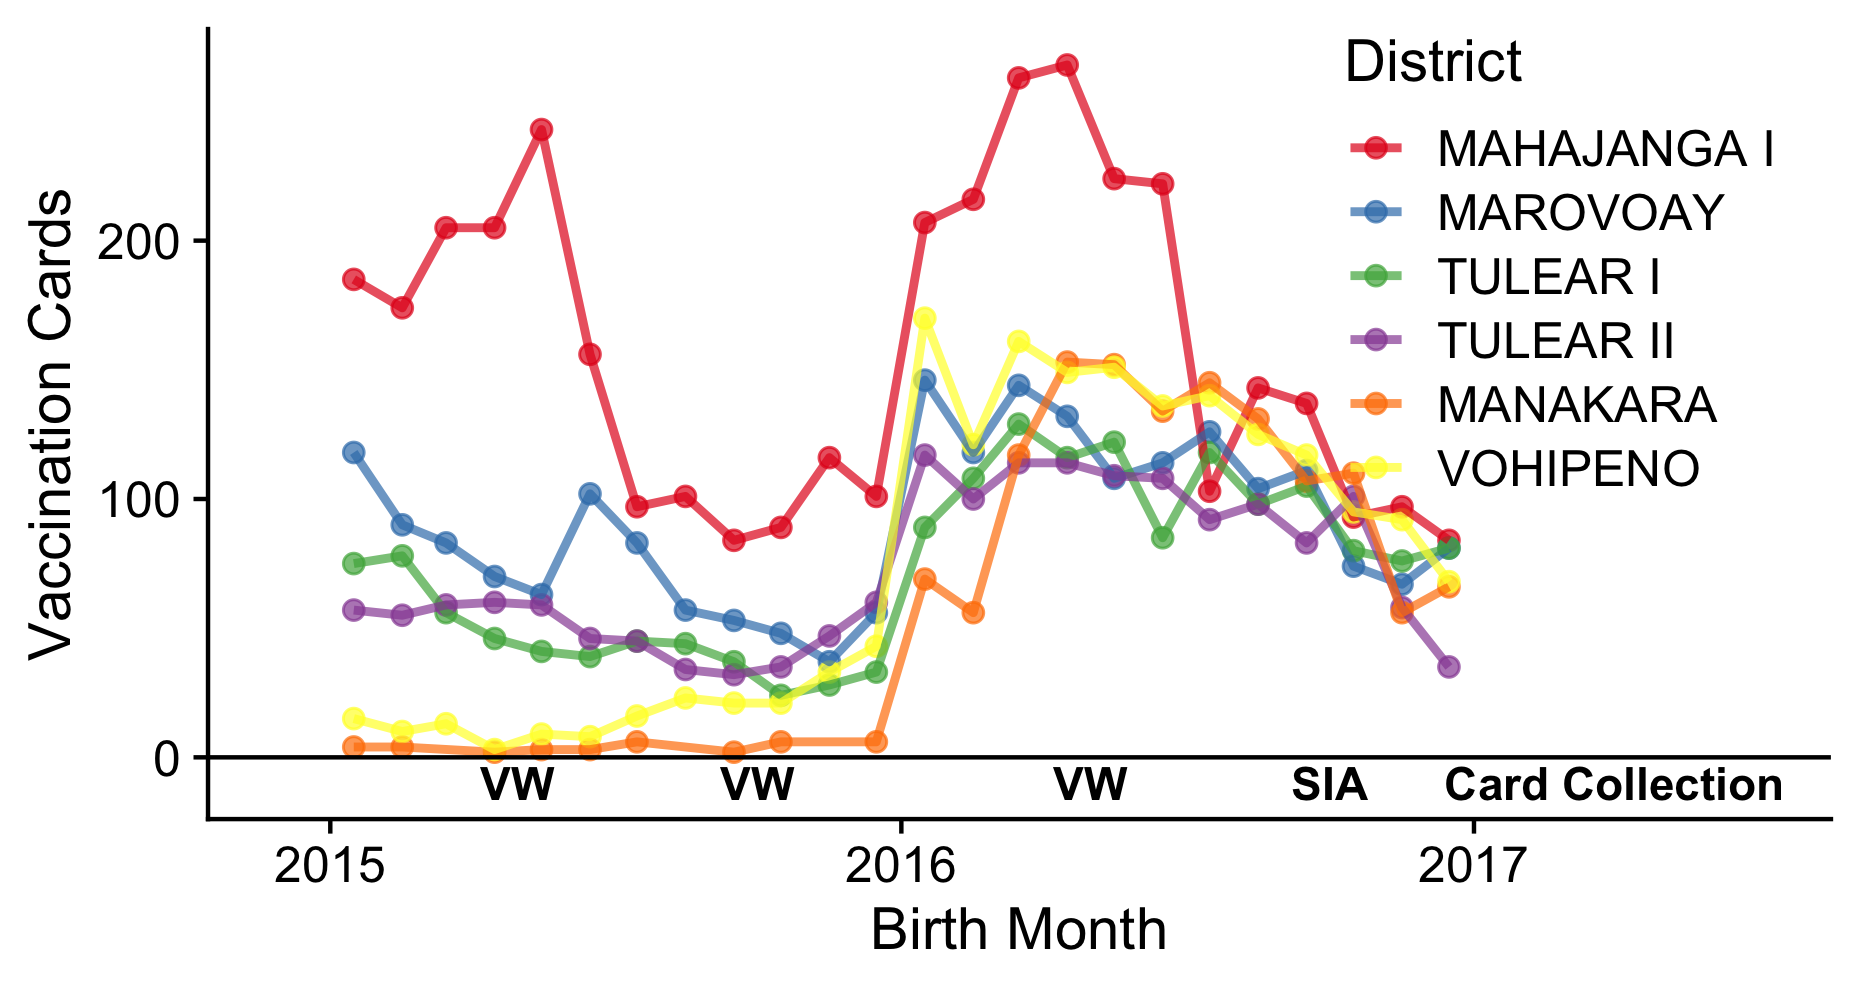 District
MAHAJANGA I
MAROVOAY
TULEAR I
TULEAR II
MANAKARA
VOHIPENO
Vaccination Cards
200
100
0
VW VW VW SIA Card Collection
2015 2016 2017
Birth Month